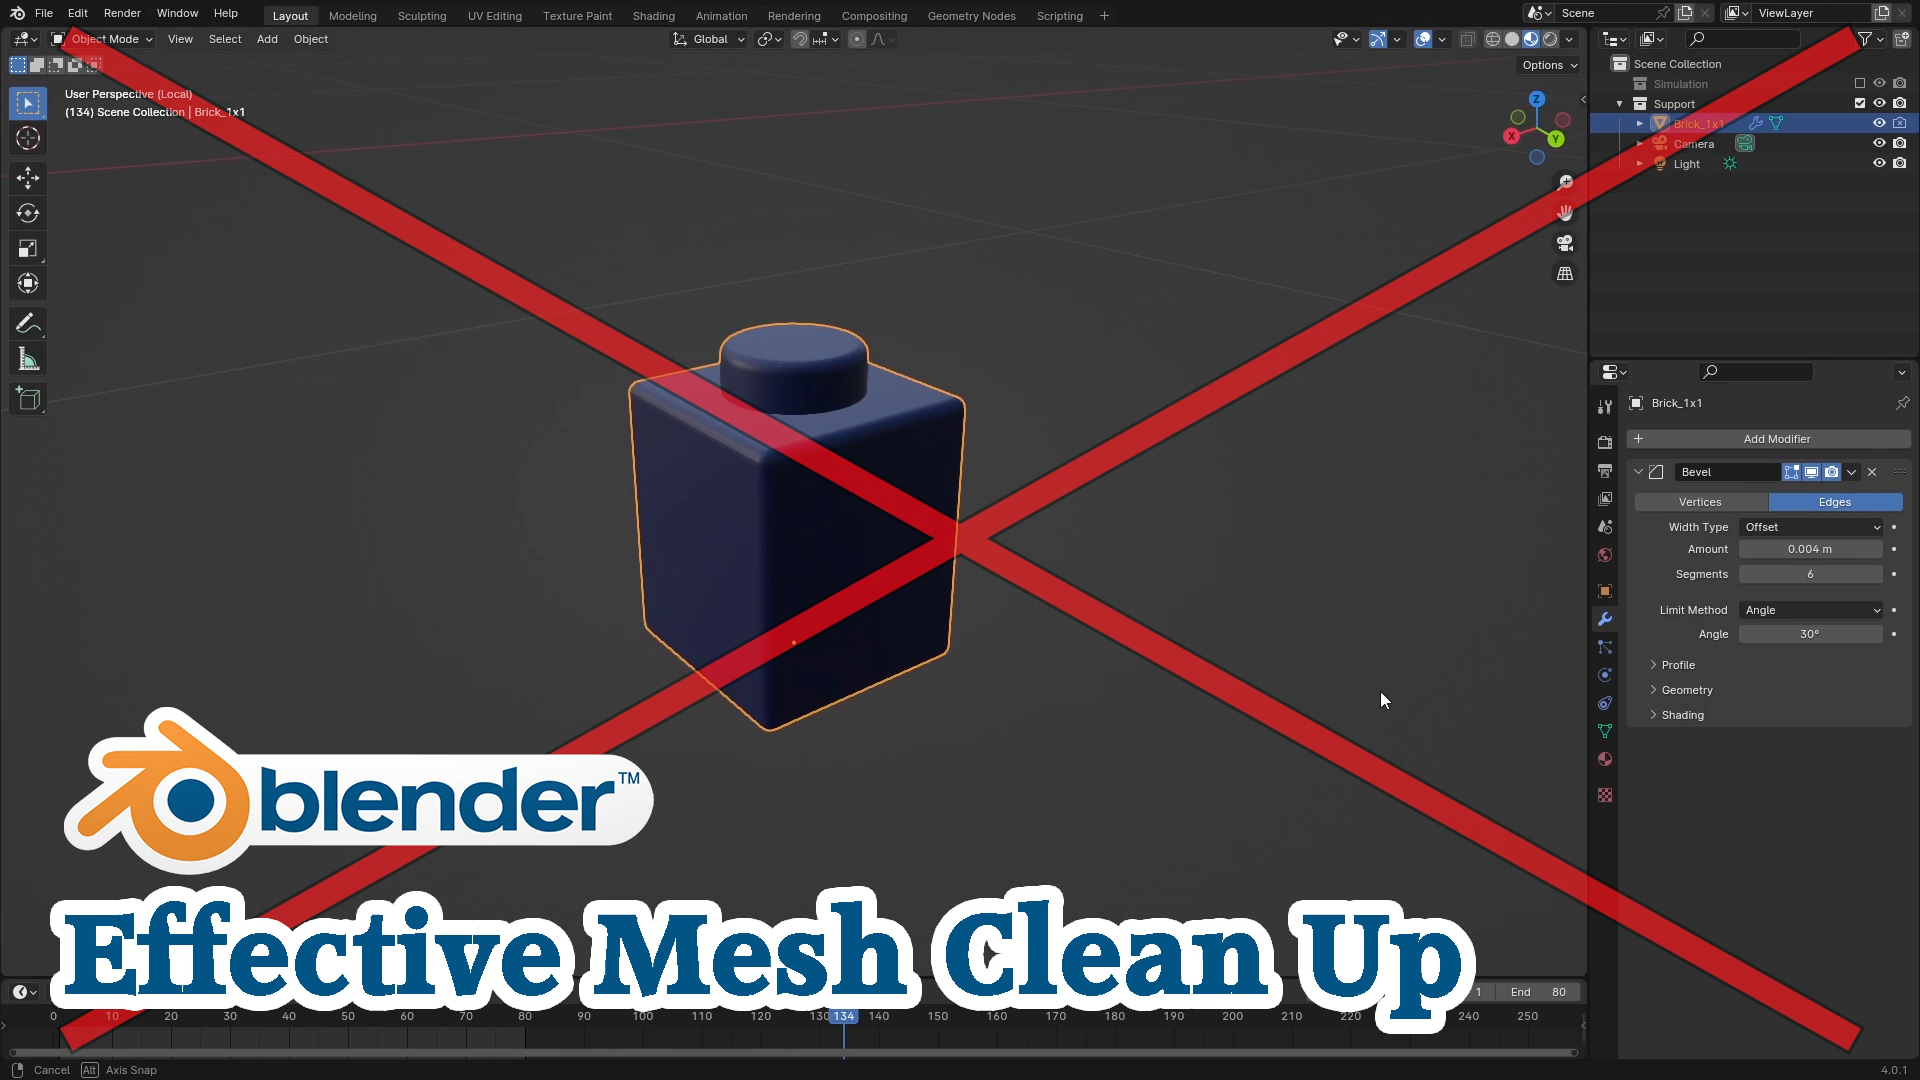 File Edit Render Window Help Layout Modeling Sculpting UV Editing Texture Paint Shading Animation Rendering Compositing Geometry Nodes Scripting + Scene ViewLayer
Object Mode View Select Add Object Global
Options
User Perspective (Local)
(134) Scene Collection | Brick_1x1
Z
X
Y
Scene Collection
Simulation
Support
Brick_1x1
Camera
Light
Brick_1x1
+ Add Modifier
Bevel
Vertices Edges
Width Type Offset
Amount 0.004 m
Segments 6
Limit Method Angle
Angle 30°
Profile
Geometry
Shading
blender™
Effective Mesh Clean Up
1 End 80
0 10 20 30 40 50 60 70 80 90 100 110 120 130 134 140 150 160 170 180 190 200 210 220 240 250
Cancel Alt Axis Snap 4.0.1